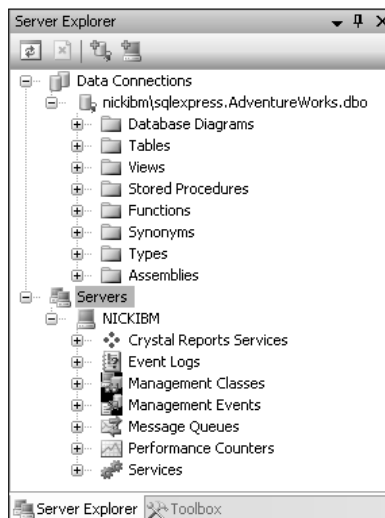 Server Explorer
Data Connections
nickibm\sqlexpress.AdventureWorks.dbo
Database Diagrams
Tables
Views
Stored Procedures
Functions
Synonyms
Types
Assemblies
Servers
NICKIBM
Crystal Reports Services
Event Logs
Management Classes
Management Events
Message Queues
Performance Counters
Services
Server Explorer Toolbox